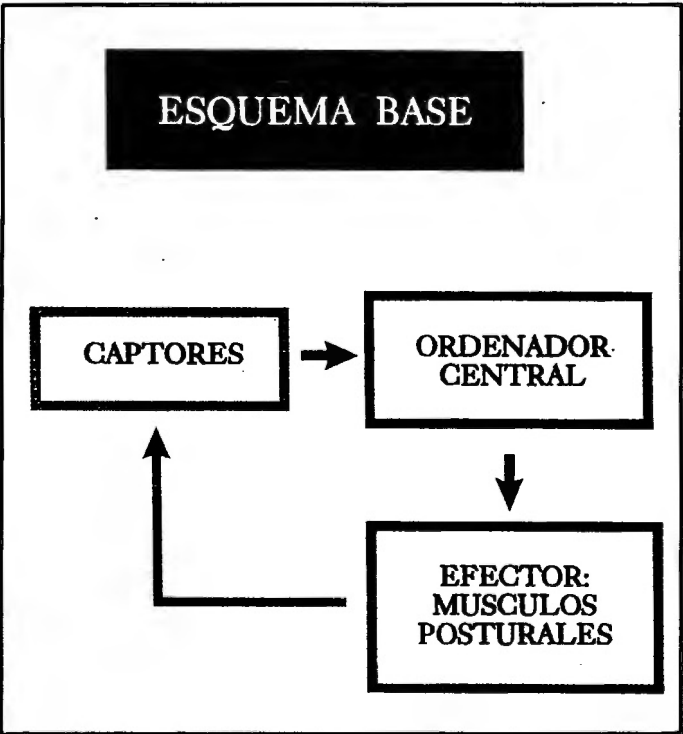 ESQUEMA BASE
CAPTORES
ORDENADOR
CENTRAL
EFECTOR:
MUSCULOS
POSTURALES